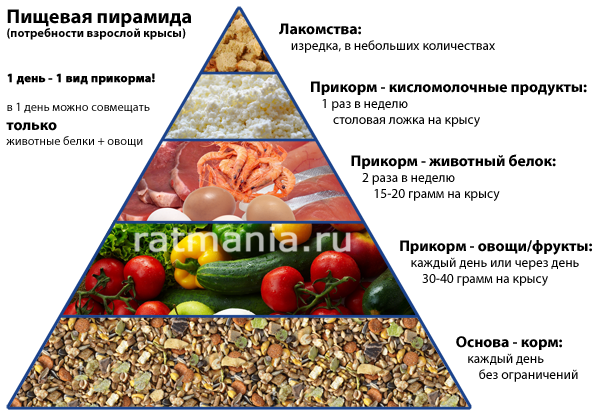 Пищевая пирамида
(потребности взрослой крысы)
1 день - 1 вид прикорма!
в 1 день можно совмещать
только
животные белки + овощи
Лакомства:
изредка, в небольших количествах
Прикорм - кисломолочные продукты:
1 раз в неделю
столовая ложка на крысу
Прикорм - животный белок:
2 раза в неделю
15-20 грамм на крысу
ratmania.ru
Прикорм - овощи/фрукты:
каждый день или через день
30-40 грамм на крысу
Основа - корм:
каждый день
без ограничений